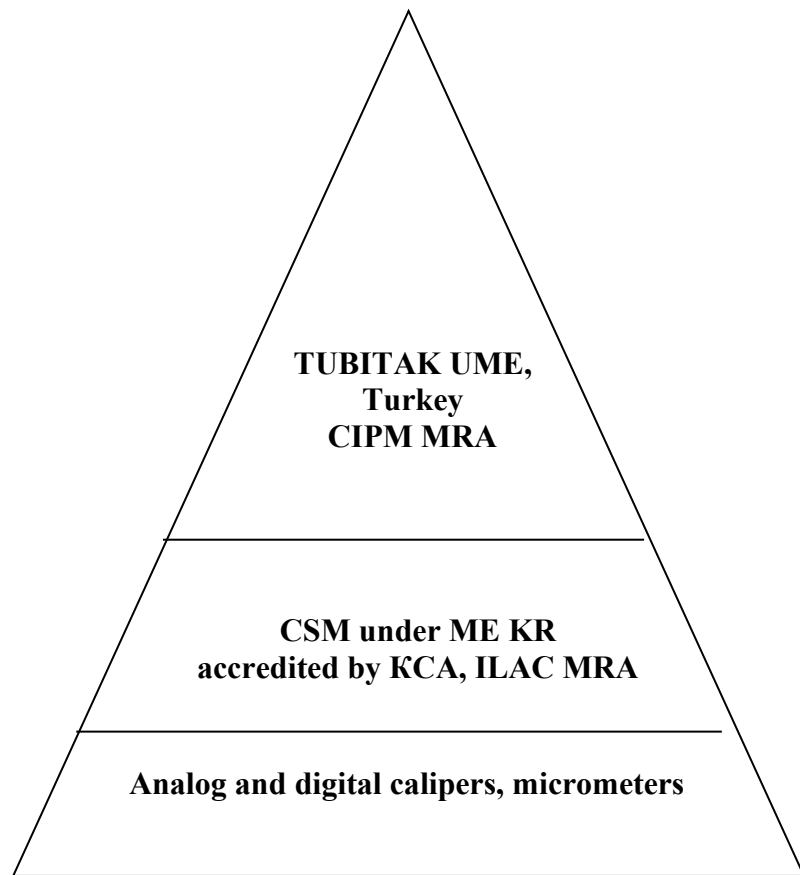 TUBITAK UME,
Turkey
CIPM MRA
CSM under ME KR
accredited by КСА, ILAC MRA
Analog and digital calipers, micrometers